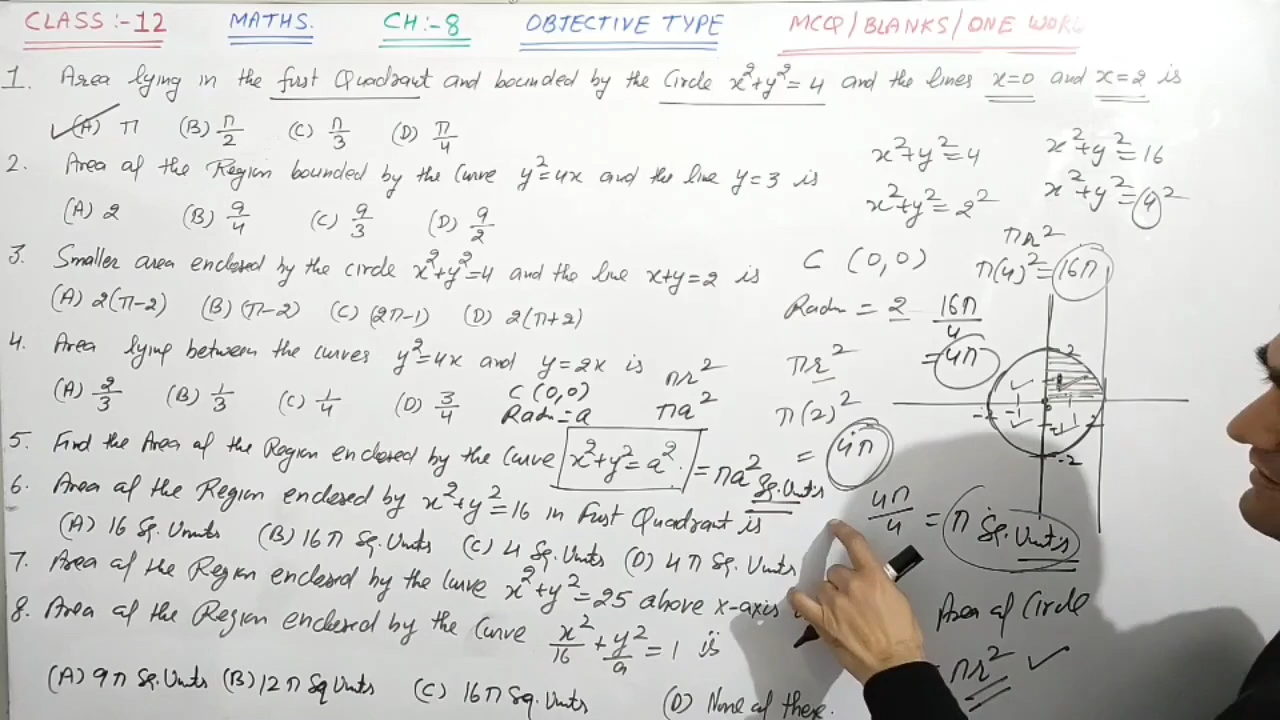 CLASS :- 12 MATHS. CH:-8 OBJECTIVE TYPE MCQ/BLANKS/ONE WORD
1. Area lying in the first Quadrant and bounded by the Circle x²+y²=4 and the lines x=0 and x=2 is
(A) π (B) π/2 (C) π/3 (D) π/4
2. Area of the Region bounded by the Curve y²=4x and the line y=3 is
(A) 2 (B) 9/4 (C) 9/3 (D) 9/2
3. Smaller area enclosed by the circle x²+y²=4 and the line x+y=2 is
(A) 2(π-2) (B) (π-2) (C) (2π-1) (D) 2(π+2)
4. Area lying between the curves y²=4x and y=2x is
(A) 2/3 (B) 1/3 (C) 1/4 (D) 3/4
C (0,0)
Radius = a
πr²
πa²
5. Find the Area of the Region enclosed by the Curve x²+y²=a². = πa² Sq.Units
6. Area of the Region enclosed by x²+y²=16 in First Quadrant is
(A) 16 Sq. Units (B) 16π Sq. Units (C) 4 Sq. Units (D) 4π Sq. Units
7. Area of the Region enclosed by the Curve x²+y²=25 above x-axis
8. Area of the Region enclosed by the Curve x²/16 + y²/9 = 1 is
(A) 9π Sq. Units (B) 12π Sq Units (C) 16π Sq. Units (D) None of these.
x²+y²=4
x²+y²=2²
x²+y²=16
x²+y²=4²
πr²
π(4)²=16π
16π/4
=4π
C (0,0)
Radius = 2
πr²
π(2)²
= 4π
4π/4 = π Sq. Units
2
-2
2
-2
Area of Circle
πr²